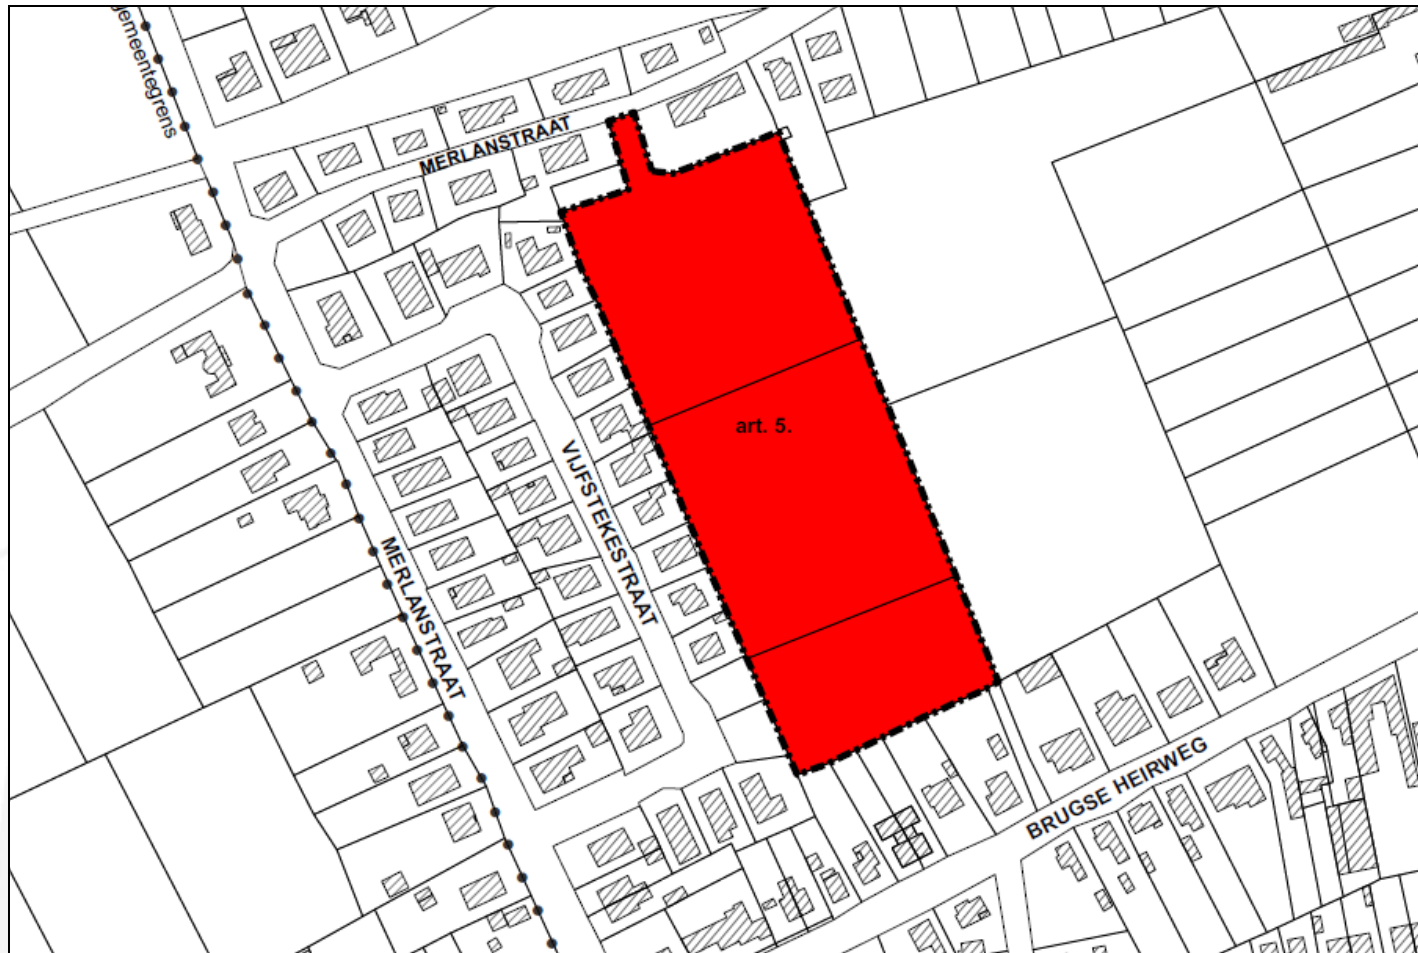 gemeentegrens
MERLANSTRAAT
art. 5.
VIJFSTEKESTRAAT
MERLANSTRAAT
BRUGSE HEIRWEG